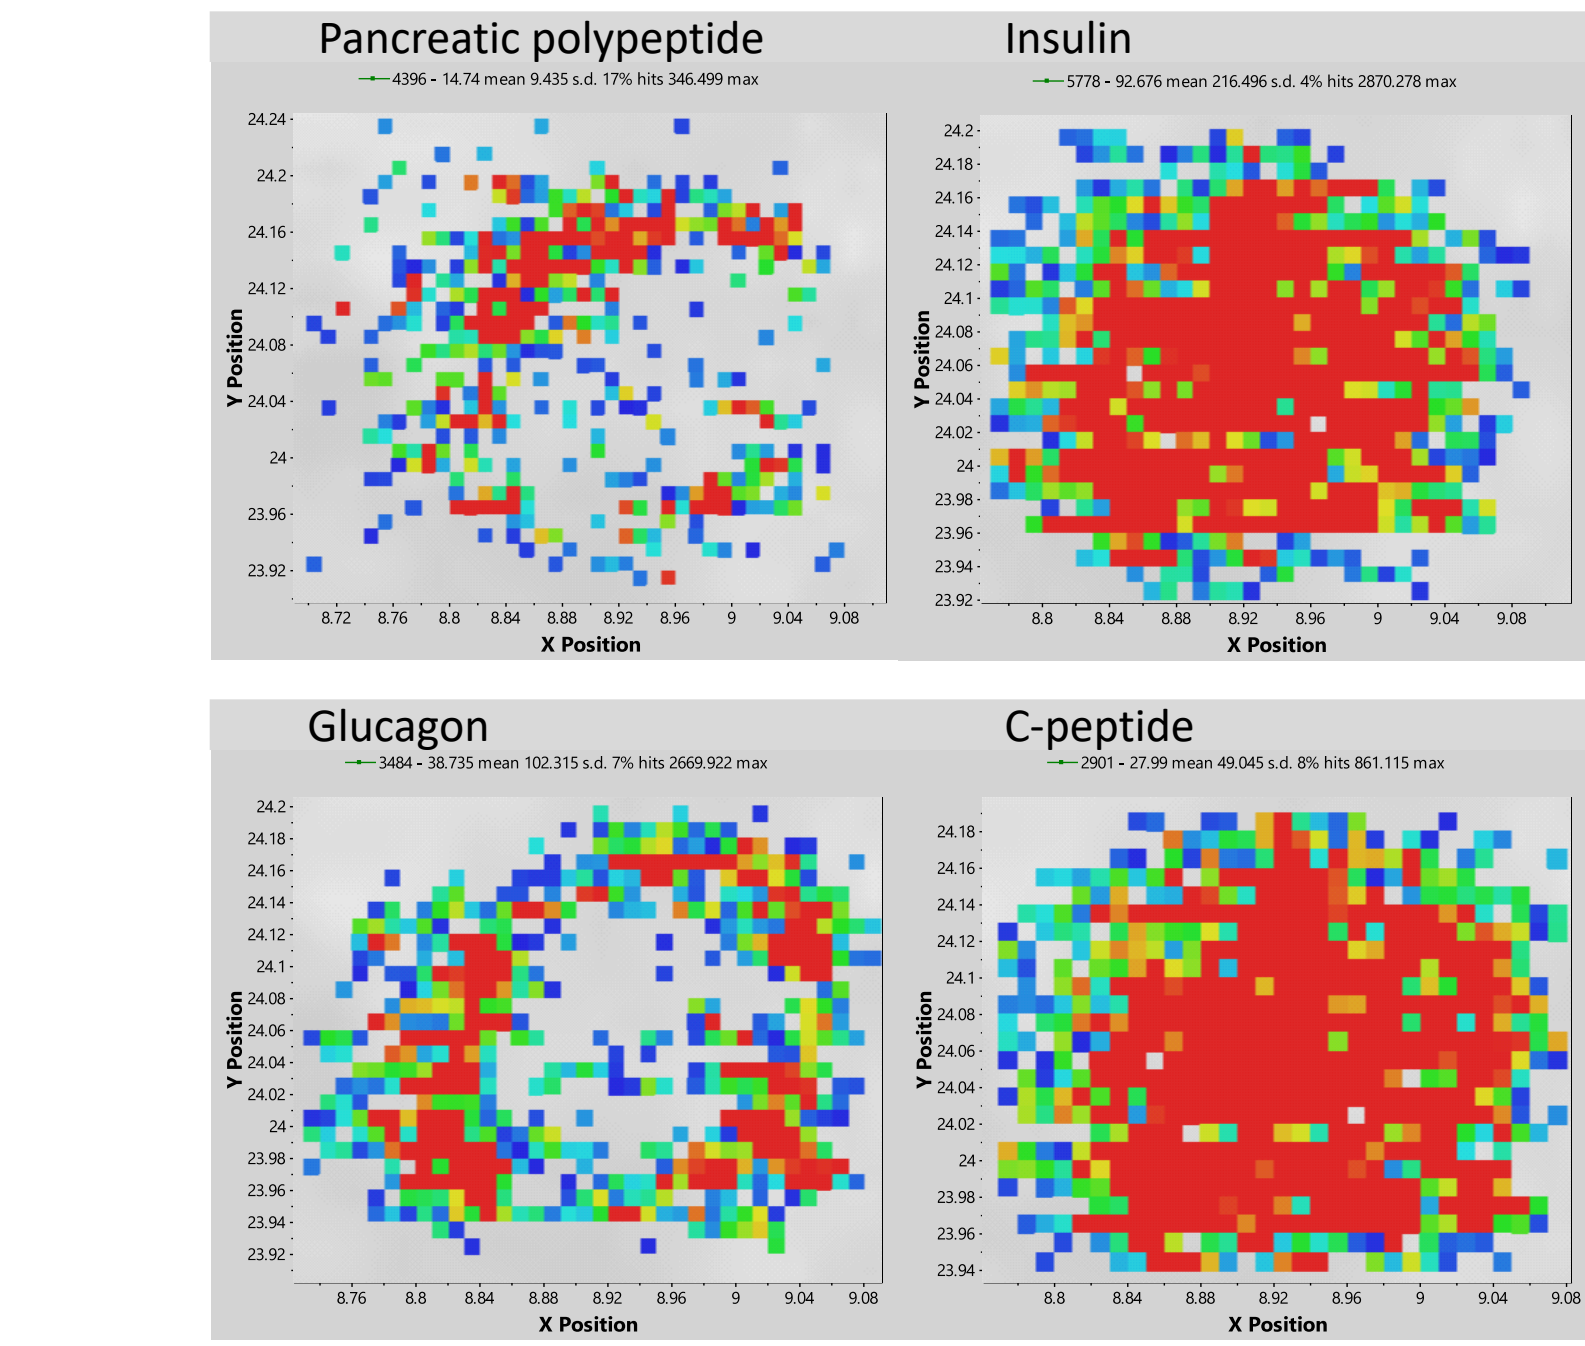 Pancreatic polypeptide
4396 - 14.74 mean 9.435 s.d. 17% hits 346.499 max
24.24
24.2
24.16
24.12
24.08
24.04
24
23.96
23.92
Y Position
8.72 8.76 8.8 8.84 8.88 8.92 8.96 9 9.04 9.08
X Position
Insulin
5778 - 92.676 mean 216.496 s.d. 4% hits 2870.278 max
24.2
24.18
24.16
24.14
24.12
24.1
24.08
24.06
24.04
24.02
24
23.98
23.96
23.94
23.92
Y Position
8.8 8.84 8.88 8.92 8.96 9 9.04 9.08
X Position
Glucagon
3484 - 38.735 mean 102.315 s.d. 7% hits 2669.922 max
24.2
24.18
24.16
24.14
24.12
24.1
24.08
24.06
24.04
24.02
24
23.98
23.96
23.94
23.92
Y Position
8.76 8.8 8.84 8.88 8.92 8.96 9 9.04 9.08
X Position
C-peptide
2901 - 27.99 mean 49.045 s.d. 8% hits 861.115 max
24.18
24.16
24.14
24.12
24.1
24.08
24.06
24.04
24.02
24
23.98
23.96
23.94
Y Position
8.8 8.84 8.88 8.92 8.96 9 9.04 9.08
X Position